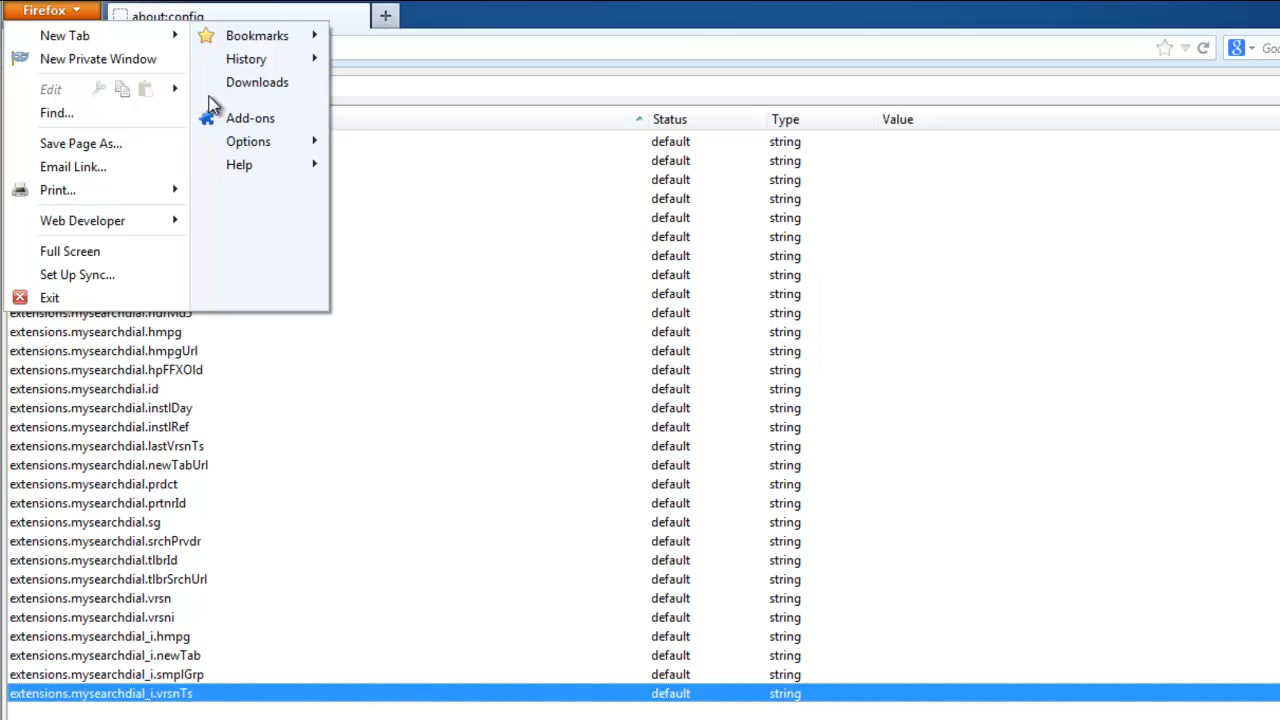 Firefox
about:config
New Tab
Bookmarks
New Private Window
History
Edit
Downloads
Find...
Add-ons
Save Page As...
Options
Email Link...
Help
Print...
Web Developer
Full Screen
Set Up Sync...
Exit
Status Type Value
default string
default string
default string
default string
default string
default string
default string
default string
default string
default string
extensions.mysearchdial.hmpg default string
extensions.mysearchdial.hmpgUrl default string
extensions.mysearchdial.hpFFXOld default string
extensions.mysearchdial.id default string
extensions.mysearchdial.instlDay default string
extensions.mysearchdial.instlRef default string
extensions.mysearchdial.lastVrsnTs default string
extensions.mysearchdial.newTabUrl default string
extensions.mysearchdial.prdct default string
extensions.mysearchdial.prtnrId default string
extensions.mysearchdial.sg default string
extensions.mysearchdial.srchPrvdr default string
extensions.mysearchdial.tlbrId default string
extensions.mysearchdial.tlbrSrchUrl default string
extensions.mysearchdial.vrsn default string
extensions.mysearchdial.vrsni default string
extensions.mysearchdial_i.hmpg default string
extensions.mysearchdial_i.newTab default string
extensions.mysearchdial_i.smplGrp default string
extensions.mysearchdial_i.vrsnTs default string